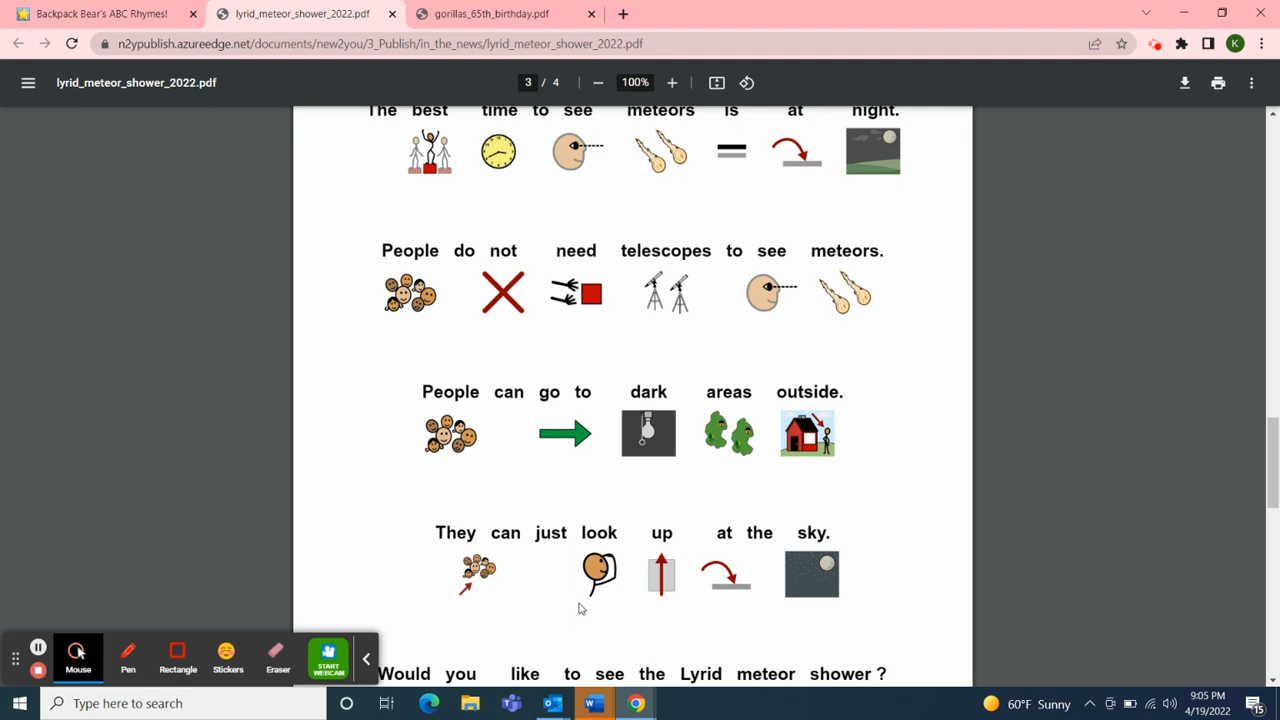 Backpack Bear's ABC Rhymes!
lyrid_meteor_shower_2022.pdf
gorillas_65th_birthday.pdf
n2ypublish.azureedge.net/documents/new2you/3_Publish/in_the_news/lyrid_meteor_shower_2022.pdf
K
lyrid_meteor_shower_2022.pdf
3 / 4
100%
The best time to see meteors is at night.
People do not need telescopes to see meteors.
People can go to dark areas outside.
They can just look up at the sky.
Would you like to see the Lyrid meteor shower ?
Mouse
Pen
Rectangle
Stickers
Eraser
START
WEBCAM
Type here to search
60°F Sunny
9:05 PM
4/19/2022
15